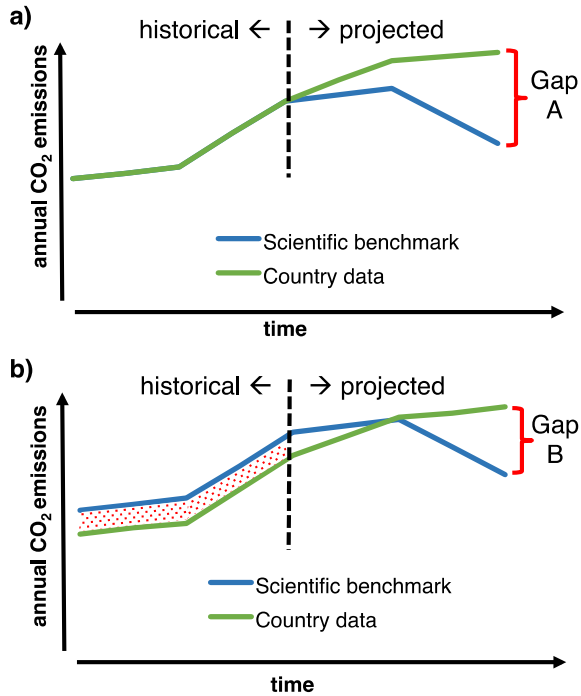 a)
historical ← → projected
annual CO₂ emissions
Gap
A
Scientific benchmark
Country data
time
b)
historical ← → projected
annual CO₂ emissions
Gap
B
Scientific benchmark
Country data
time